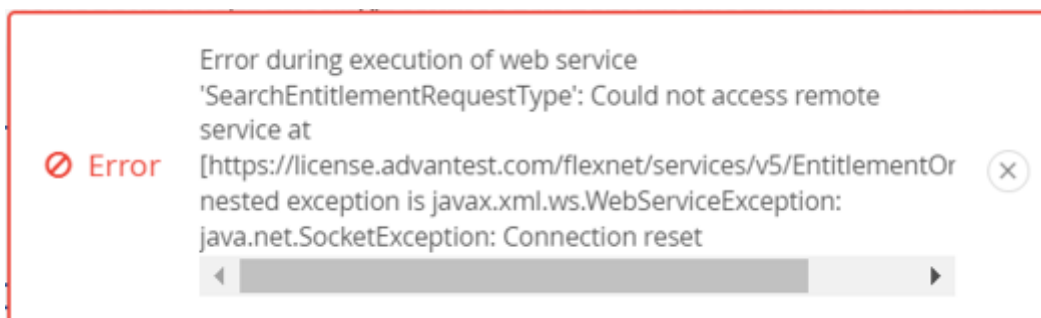 Error
Error during execution of web service
'SearchEntitlementRequestType': Could not access remote
service at
[https://license.advantest.com/flexnet/services/v5/EntitlementOr
nested exception is javax.xml.ws.WebServiceException:
java.net.SocketException: Connection reset